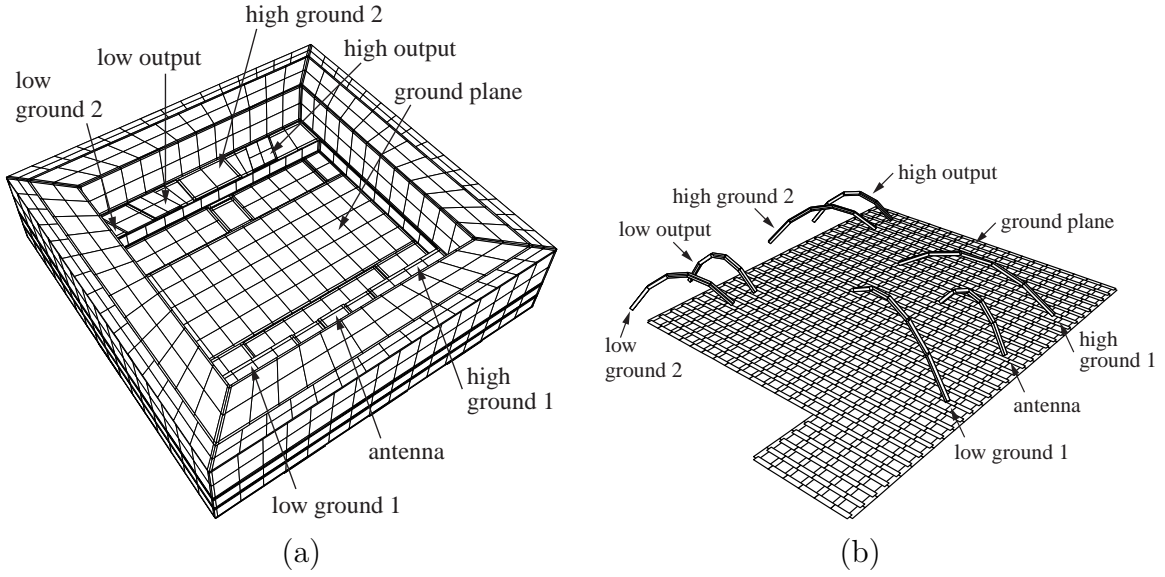 high ground 2
low output
high output
low
ground 2
ground plane
high
ground 1
antenna
low ground 1
(a)
high output
high ground 2
ground plane
low output
low
ground 2
high
ground 1
antenna
low ground 1
(b)